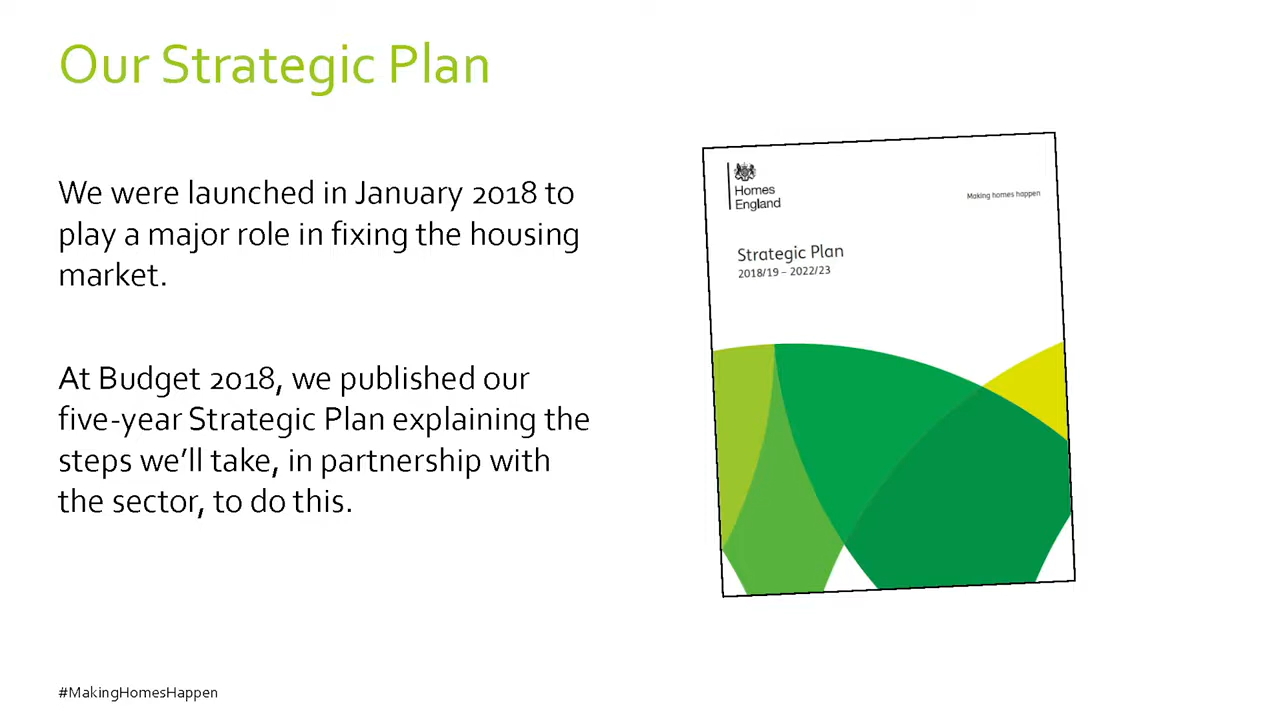 Our Strategic Plan
We were launched in January 2018 to
play a major role in fixing the housing
market.
At Budget 2018, we published our
five-year Strategic Plan explaining the
steps we'll take, in partnership with
the sector, to do this.
Homes
England
Making homes happen
Strategic Plan
2018/19 – 2022/23
#MakingHomesHappen